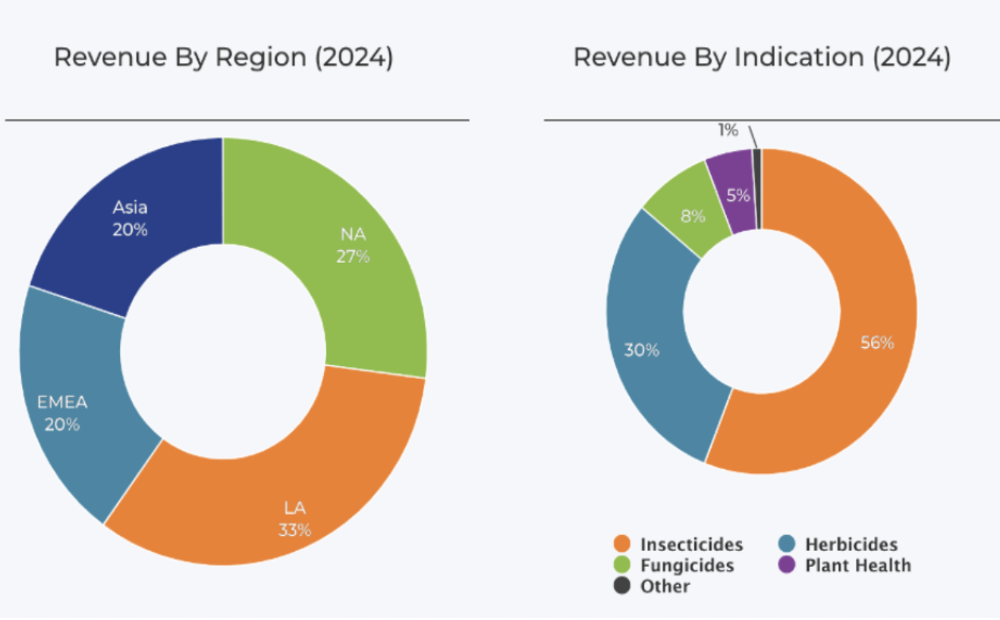 Revenue By Region (2024)
Asia
20%
NA
27%
EMEA
20%
LA
33%
Revenue By Indication (2024)
1%
5%
8%
30%
56%
Insecticides
Herbicides
Fungicides
Plant Health
Other